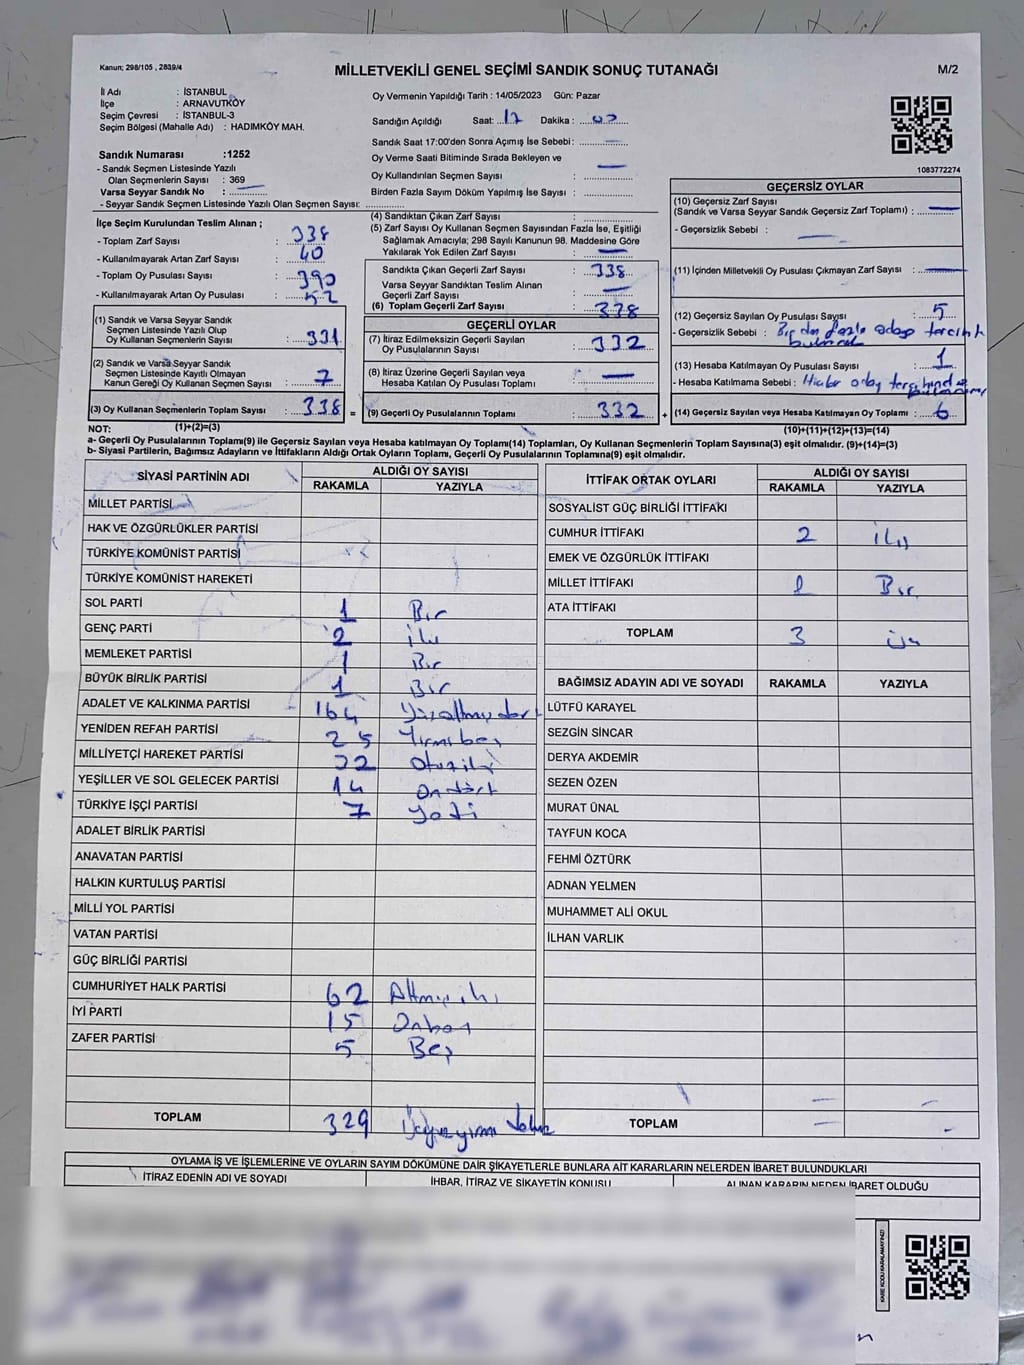 Kanun; 298/105 , 2839/4
MİLLETVEKİLİ GENEL SEÇİMİ SANDIK SONUÇ TUTANAĞI
M/2
İl Adı : İSTANBUL
İlçe : ARNAVUTKÖY
Seçim Çevresi : İSTANBUL-3
Seçim Bölgesi (Mahalle Adı) : HADIMKÖY MAH.
Oy Vermenin Yapıldığı Tarih : 14/05/2023 Gün: Pazar
Sandığın Açıldığı Saat: 17 Dakika :
Sandık Saat 17:00'den Sonra Açımış İse Sebebi: —
Oy Verme Saati Bitiminde Sırada Bekleyen ve
Oy Kullandırılan Seçmen Sayısı : —
Birden Fazla Sayım Döküm Yapılmış İse Sayısı :
1083772274
Sandık Numarası :1252
- Sandık Seçmen Listesinde Yazılı
Olan Seçmenlerin Sayısı : 369
Varsa Seyyar Sandık No : —
- Seyyar Sandık Seçmen Listesinde Yazılı Olan Seçmen Sayısı:
İlçe Seçim Kurulundan Teslim Alınan ;
- Toplam Zarf Sayısı : 338
- Kullanılmayarak Artan Zarf Sayısı : 40
- Toplam Oy Pusulası Sayısı : 390
- Kullanılmayarak Artan Oy Pusulası : 52
(1) Sandık ve Varsa Seyyar Sandık
Seçmen Listesinde Yazılı Olup
Oy Kullanan Seçmenlerin Sayısı : 331
(2) Sandık ve Varsa Seyyar Sandık
Seçmen Listesinde Kayıtlı Olmayan
Kanun Gereği Oy Kullanan Seçmen Sayısı : 7
(3) Oy Kullanan Seçmenlerin Toplam Sayısı : 338 =
(1)+(2)=(3)
(4) Sandıktan Çıkan Zarf Sayısı :
(5) Zarf Sayısı Oy Kullanan Seçmen Sayısından Fazla İse, Eşitliği
Sağlamak Amacıyla; 298 Sayılı Kanunun 98. Maddesine Göre
Yakılarak Yok Edilen Zarf Sayısı : —
Sandıkta Çıkan Geçerli Zarf Sayısı : 338
Varsa Seyyar Sandıktan Teslim Alınan
Geçerli Zarf Sayısı : —
(6) Toplam Geçerli Zarf Sayısı : 338
GEÇERLİ OYLAR
(7) İtiraz Edilmeksizin Geçerli Sayılan
Oy Pusulalarının Sayısı : 332
(8) İtiraz Üzerine Geçerli Sayılan veya
Hesaba Katılan Oy Pusulası Toplamı : —
(9) Geçerli Oy Pusulalarının Toplamı : 332 +
GEÇERSİZ OYLAR
(10) Geçersiz Zarf Sayısı
(Sandık ve Varsa Seyyar Sandık Geçersiz Zarf Toplamı) : —
- Geçersizlik Sebebi : —
(11) İçinden Milletvekili Oy Pusulası Çıkmayan Zarf Sayısı : —
(12) Geçersiz Sayılan Oy Pusulası Sayısı : 5
- Geçersizlik Sebebi : Birden fazla adaya tercih
(13) Hesaba Katılmayan Oy Pusulası Sayısı : 1
- Hesaba Katılmama Sebebi :
(14) Geçersiz Sayılan veya Hesaba Katılmayan Oy Toplamı : 6
(10)+(11)+(12)+(13)=(14)
NOT:
a- Geçerli Oy Pusulalarının Toplamı(9) ile Geçersiz Sayılan veya Hesaba katılmayan Oy Toplamı(14) Toplamları, Oy Kullanan Seçmenlerin Toplam Sayısına(3) eşit olmalıdır. (9)+(14)=(3)
b- Siyasi Partilerin, Bağımsız Adayların ve İttifakların Aldığı Ortak Oyların Toplamı, Geçerli Oy Pusulalarının Toplamına(9) eşit olmalıdır.
SİYASİ PARTİNİN ADI ALDIĞI OY SAYISI
RAKAMLA YAZIYLA
MİLLET PARTİSİ
HAK VE ÖZGÜRLÜKLER PARTİSİ
TÜRKİYE KOMÜNİST PARTİSİ
TÜRKİYE KOMÜNİST HAREKETİ
SOL PARTİ 1 Bir
GENÇ PARTİ 2 iki
MEMLEKET PARTİSİ 1 Bir
BÜYÜK BİRLİK PARTİSİ 1 Bir
ADALET VE KALKINMA PARTİSİ 164 Yüzaltmışdört
YENİDEN REFAH PARTİSİ 25 Yirmibeş
MİLLİYETÇİ HAREKET PARTİSİ 32 Otuziki
YEŞİLLER VE SOL GELECEK PARTİSİ 14 ondört
TÜRKİYE İŞÇİ PARTİSİ 7 Yedi
ADALET BİRLİK PARTİSİ
ANAVATAN PARTİSİ
HALKIN KURTULUŞ PARTİSİ
MİLLİ YOL PARTİSİ
VATAN PARTİSİ
GÜÇ BİRLİĞİ PARTİSİ
CUMHURİYET HALK PARTİSİ 62 Altmışiki
İYİ PARTİ 15 Onbeş
ZAFER PARTİSİ 5 Beş
TOPLAM 329 Üçyüzyirmi dokuz
İTTİFAK ORTAK OYLARI ALDIĞI OY SAYISI
RAKAMLA YAZIYLA
SOSYALİST GÜÇ BİRLİĞİ İTTİFAKI
CUMHUR İTTİFAKI 2 iki
EMEK VE ÖZGÜRLÜK İTTİFAKI
MİLLET İTTİFAKI 1 Bir
ATA İTTİFAKI
TOPLAM 3 üç
BAĞIMSIZ ADAYIN ADI VE SOYADI RAKAMLA YAZIYLA
LÜTFÜ KARAYEL
SEZGİN SİNCAR
DERYA AKDEMİR
SEZEN ÖZEN
MURAT ÜNAL
TAYFUN KOCA
FEHMİ ÖZTÜRK
ADNAN YELMEN
MUHAMMET ALİ OKUL
İLHAN VARLIK
— —
TOPLAM — —
OYLAMA İŞ VE İŞLEMLERİNE VE OYLARIN SAYIM DÖKÜMÜNE DAİR ŞİKAYETLERLE BUNLARA AİT KARARLARIN NELERDEN İBARET BULUNDUKLARI
İTİRAZ EDENİN ADI VE SOYADI İHBAR, İTİRAZ VE ŞİKAYETİN KONUSU ALINAN KARARIN NEDEN İBARET OLDUĞU
KARE KODU KARALAMAYINIZ!